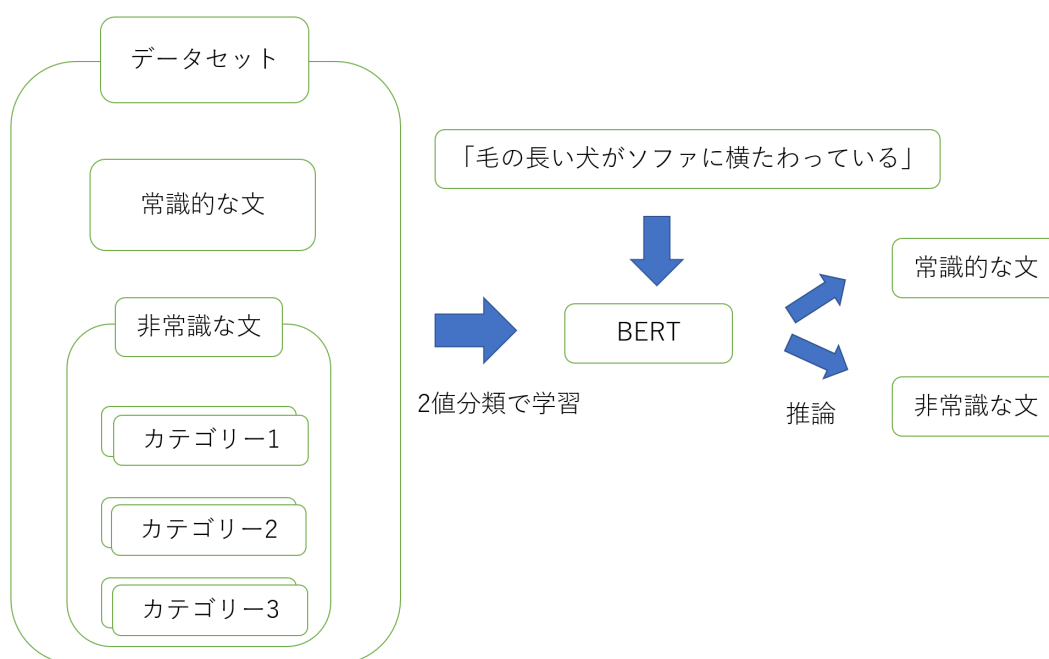 データセット
常識的な文
非常識な文
カテゴリー1
カテゴリー2
カテゴリー3
2値分類で学習
「毛の長い犬がソファに横たわっている」
BERT
推論
常識的な文
非常識な文